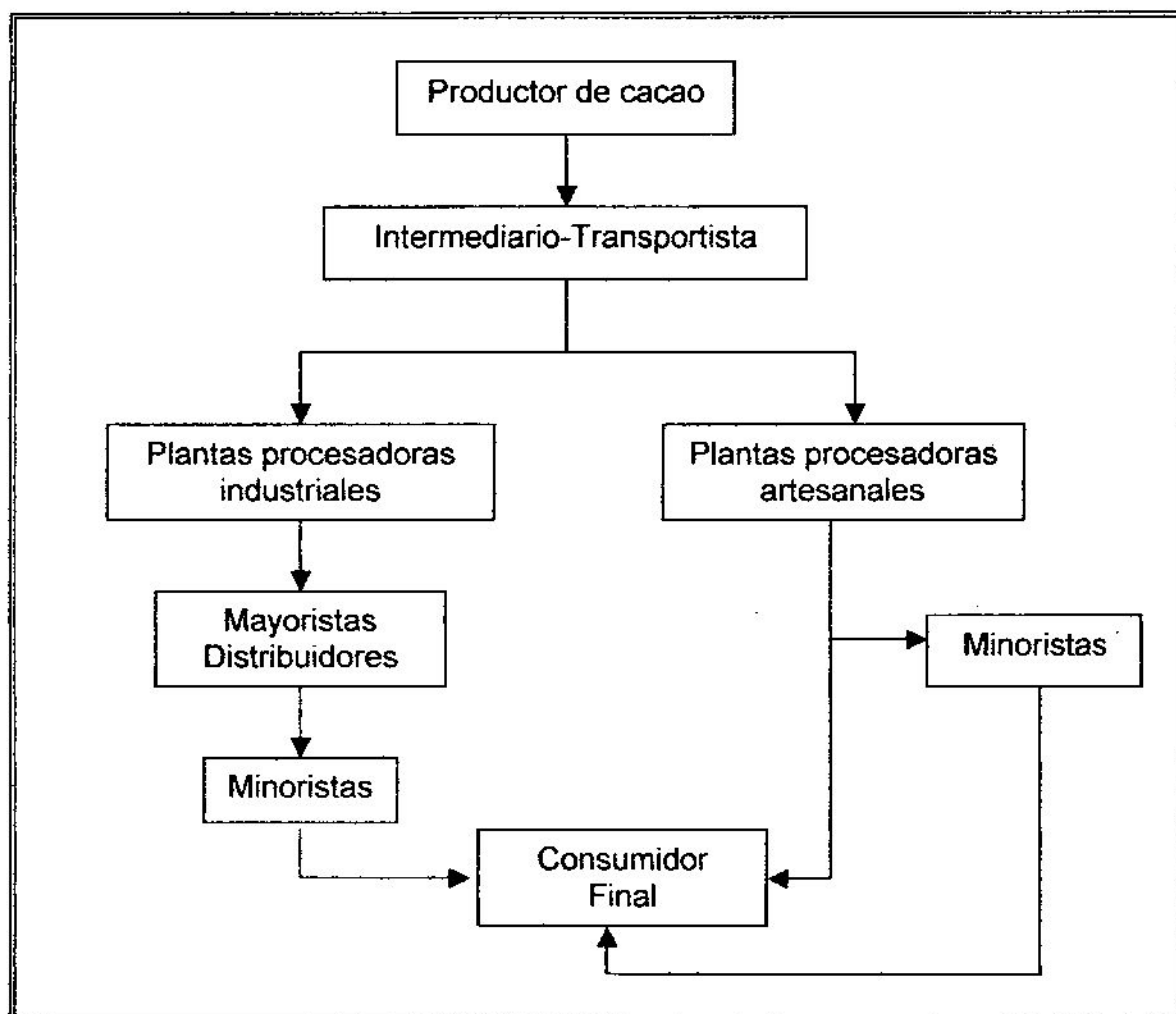 Productor de cacao
Intermediario-Transportista
Plantas procesadoras
industriales
Plantas procesadoras
artesanales
Mayoristas
Distribuidores
Minoristas
Minoristas
Consumidor
Final